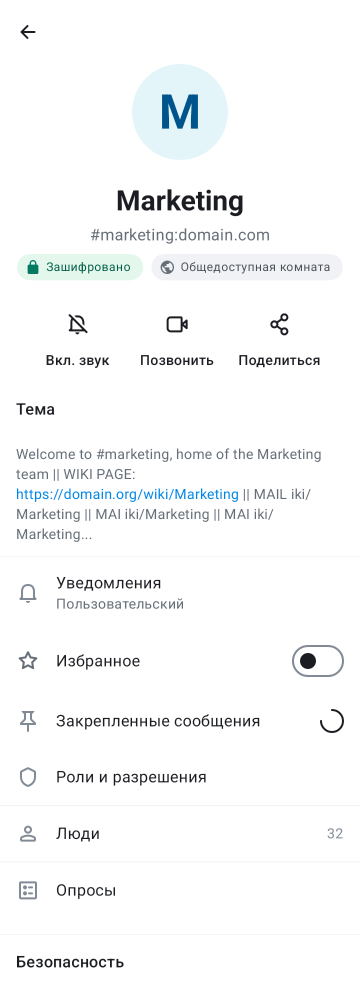 M
Marketing
#marketing:domain.com
Зашифровано
Общедоступная комната
Вкл. звук
Позвонить
Поделиться
Тема
Welcome to #marketing, home of the Marketing
team || WIKI PAGE:
https://domain.org/wiki/Marketing || MAIL iki/
Marketing || MAI iki/Marketing || MAI iki/
Marketing...
Уведомления
Пользовательский
Избранное
Закрепленные сообщения
Роли и разрешения
Люди 32
Опросы
Безопасность